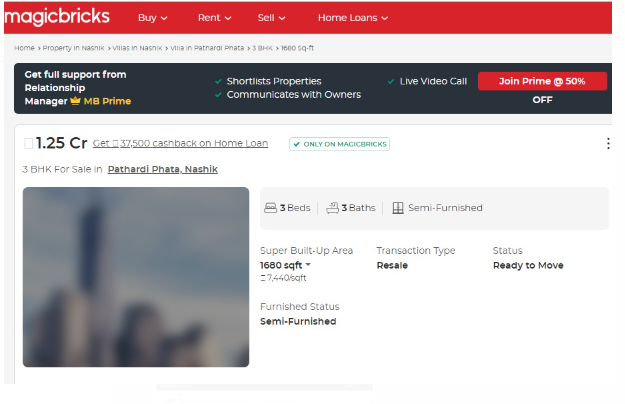 magicbricks Buy Rent Sell Home Loans
Home > Property in Nashik > Villas in Nashik > Villa in Pathardi Phata > 3 BHK > 1680 Sq-ft
Get full support from
Relationship
Manager MB Prime
Shortlists Properties
Communicates with Owners
Live Video Call
Join Prime @ 50%
OFF
1.25 Cr Get 37,500 cashback on Home Loan ONLY ON MAGICBRICKS
3 BHK For Sale in Pathardi Phata, Nashik
3 Beds 3 Baths Semi-Furnished
Super Built-Up Area Transaction Type Status
1680 sqft Resale Ready to Move
7,440/sqft
Furnished Status
Semi-Furnished